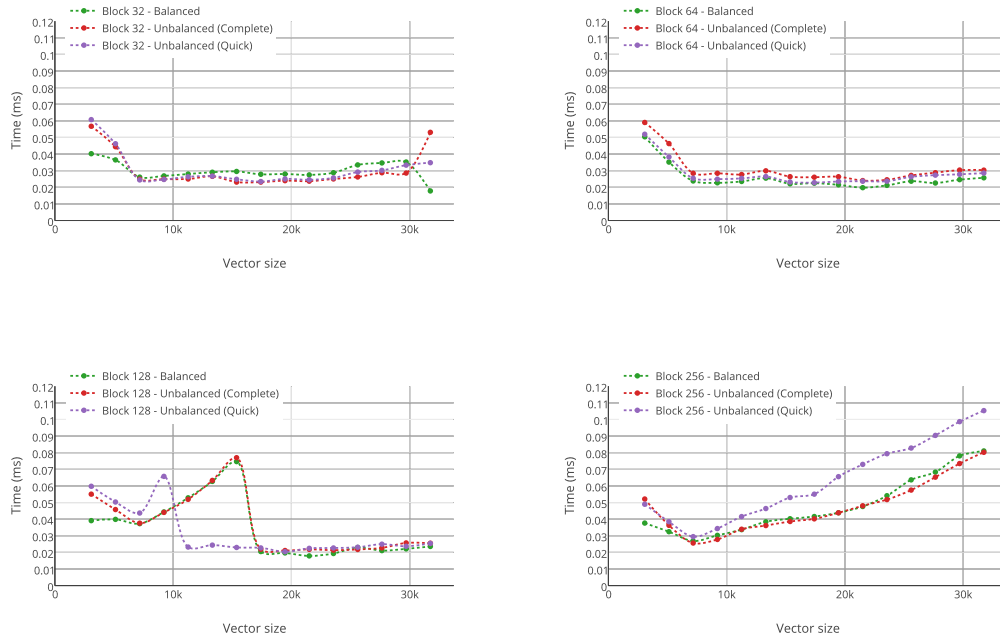 Block 32 - Balanced
Block 32 - Unbalanced (Complete)
Block 32 - Unbalanced (Quick)
0.12
0.11
0.1
0.09
0.08
0.07
0.06
0.05
0.04
0.03
0.02
0.01
0
Time (ms)
0
10k
20k
30k
Vector size
Block 64 - Balanced
Block 64 - Unbalanced (Complete)
Block 64 - Unbalanced (Quick)
0.12
0.11
0.1
0.09
0.08
0.07
0.06
0.05
0.04
0.03
0.02
0.01
0
Time (ms)
0
10k
20k
30k
Vector size
Block 128 - Balanced
Block 128 - Unbalanced (Complete)
Block 128 - Unbalanced (Quick)
0.12
0.11
0.1
0.09
0.08
0.07
0.06
0.05
0.04
0.03
0.02
0.01
0
Time (ms)
0
10k
20k
30k
Vector size
Block 256 - Balanced
Block 256 - Unbalanced (Complete)
Block 256 - Unbalanced (Quick)
0.12
0.11
0.1
0.09
0.08
0.07
0.06
0.05
0.04
0.03
0.02
0.01
0
Time (ms)
0
10k
20k
30k
Vector size